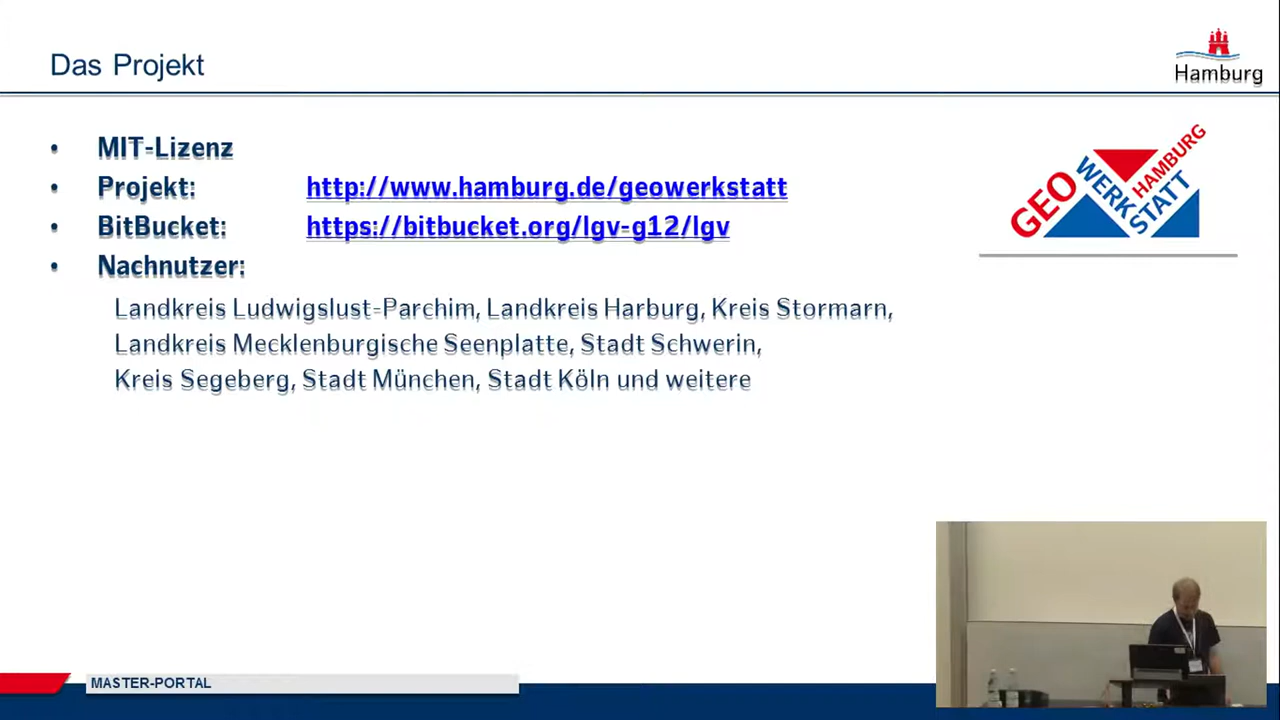 Das Projekt
Hamburg
• MIT-Lizenz
• Projekt: http://www.hamburg.de/geowerkstatt
• BitBucket: https://bitbucket.org/lgv-g12/lgv
• Nachnutzer:
Landkreis Ludwigslust-Parchim, Landkreis Harburg, Kreis Stormarn,
Landkreis Mecklenburgische Seenplatte, Stadt Schwerin,
Kreis Segeberg, Stadt München, Stadt Köln und weitere
GEO
WERK
STATT
HAMBURG
MASTER-PORTAL